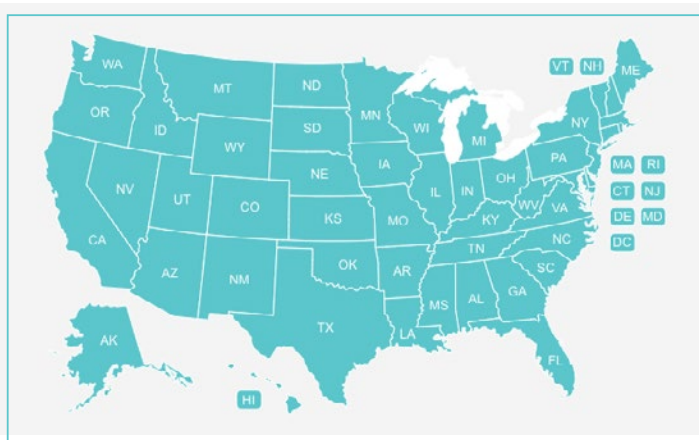 VT NH
WA
ME
MT
ND
OR
MN
ID
SD
WI
NY
MI
WY
IA
PA
MA RI
NE
OH
IL
IN
NV
UT
CT NJ
CO
WV
VA
KS
MO
KY
DE MD
CA
NC
DC
TN
OK
AR
SC
AZ
NM
GA
MS
AL
TX
LA
AK
FL
HI